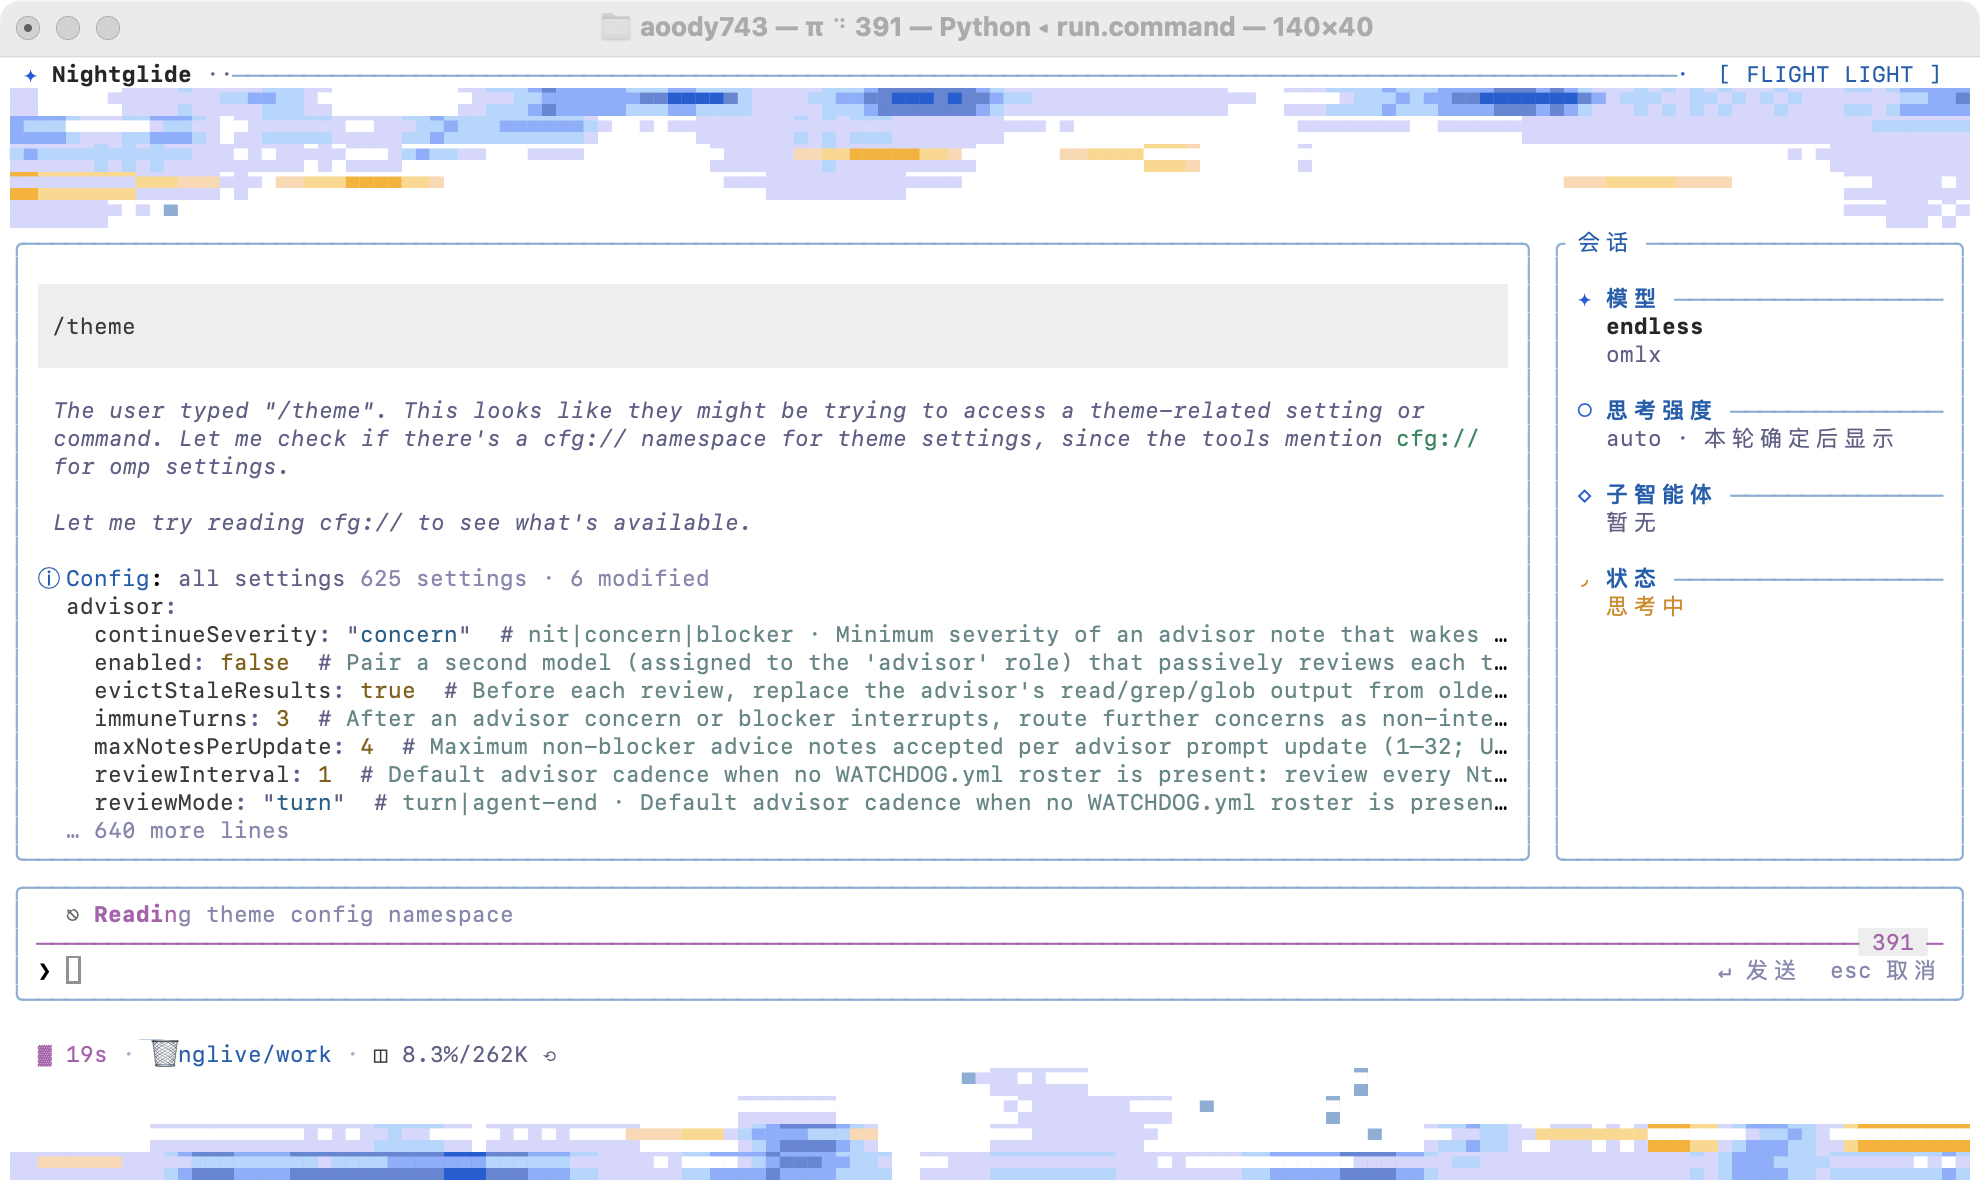 aoody743 — π ⠙ 391 — Python ◂ run.command — 140×40
✦ Nightglide ··─· [ FLIGHT LIGHT ]
/theme
The user typed "/theme". This looks like they might be trying to access a theme-related setting or
command. Let me check if there's a cfg:// namespace for theme settings, since the tools mention cfg://
for omp settings.
Let me try reading cfg:// to see what's available.
ⓘ Config: all settings 625 settings · 6 modified
advisor:
continueSeverity: "concern"  # nit|concern|blocker · Minimum severity of an advisor note that wakes …
enabled: false  # Pair a second model (assigned to the 'advisor' role) that passively reviews each t…
evictStaleResults: true  # Before each review, replace the advisor's read/grep/glob output from olde…
immuneTurns: 3  # After an advisor concern or blocker interrupts, route further concerns as non-inte…
maxNotesPerUpdate: 4  # Maximum non-blocker advice notes accepted per advisor prompt update (1–32; U…
reviewInterval: 1  # Default advisor cadence when no WATCHDOG.yml roster is present: review every Nt…
reviewMode: "turn"  # turn|agent-end · Default advisor cadence when no WATCHDOG.yml roster is presen…
… 640 more lines
会话
✦ 模型
endless
omlx
○ 思考强度
auto · 本轮确定后显示
◇ 子智能体
暂无
状态
思考中
Reading theme config namespace
391
❯
↵ 发送 esc 取消
19s · nglive/work · ◫ 8.3%/262K ⟲